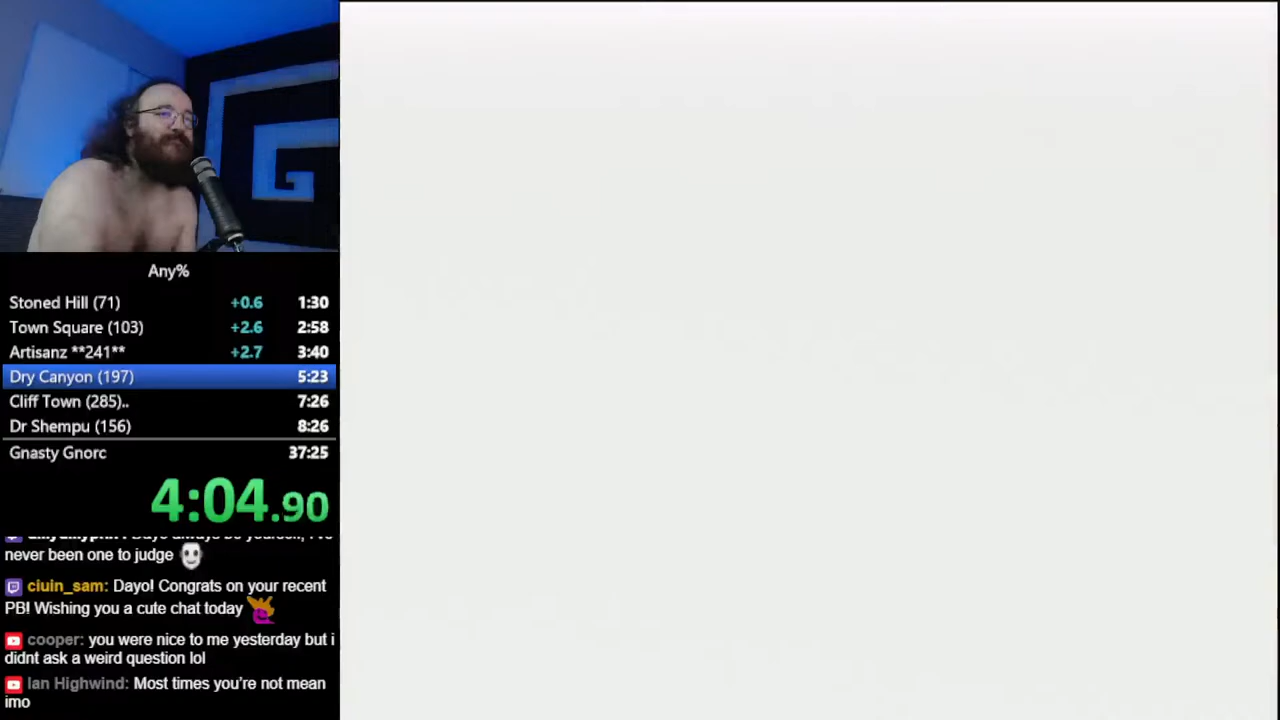 Any%
Stoned Hill (71) +0.6 1:30
Town Square (103) +2.6 2:58
Artisanz **241** +2.7 3:40
Dry Canyon (197) 5:23
Cliff Town (285).. 7:26
Dr Shempu (156) 8:26
Gnasty Gnorc 37:25
4:04.90
never been one to judge
ciuin_sam: Dayo! Congrats on your recent
PB! Wishing you a cute chat today
cooper: you were nice to me yesterday but i
didnt ask a weird question lol
Ian Highwind: Most times you're not mean
imo